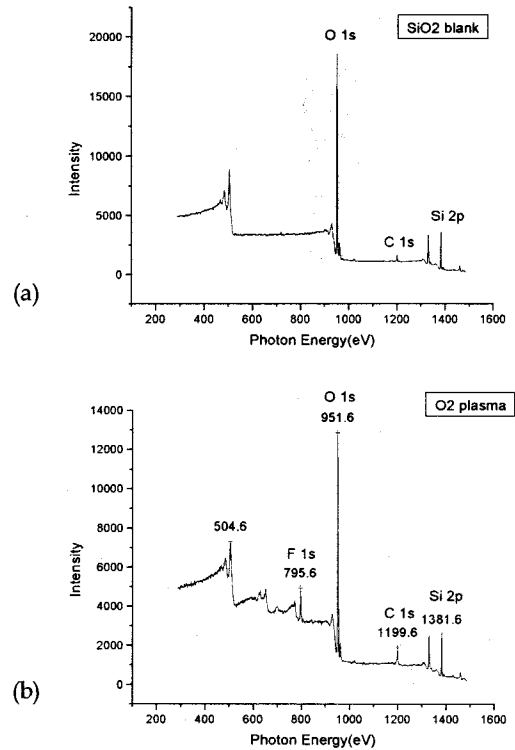 O 1s
SiO2 blank
20000
15000
10000
5000
0
Intensity
C 1s
Si 2p
200 400 600 800 1000 1200 1400 1600
Photon Energy(eV)
(a)
O 1s
951.6
O2 plasma
14000
12000
10000
8000
6000
4000
2000
0
Intensity
504.6
F 1s
795.6
C 1s
1199.6
Si 2p
1381.6
200 400 600 800 1000 1200 1400 1600
Photon Energy(eV)
(b)